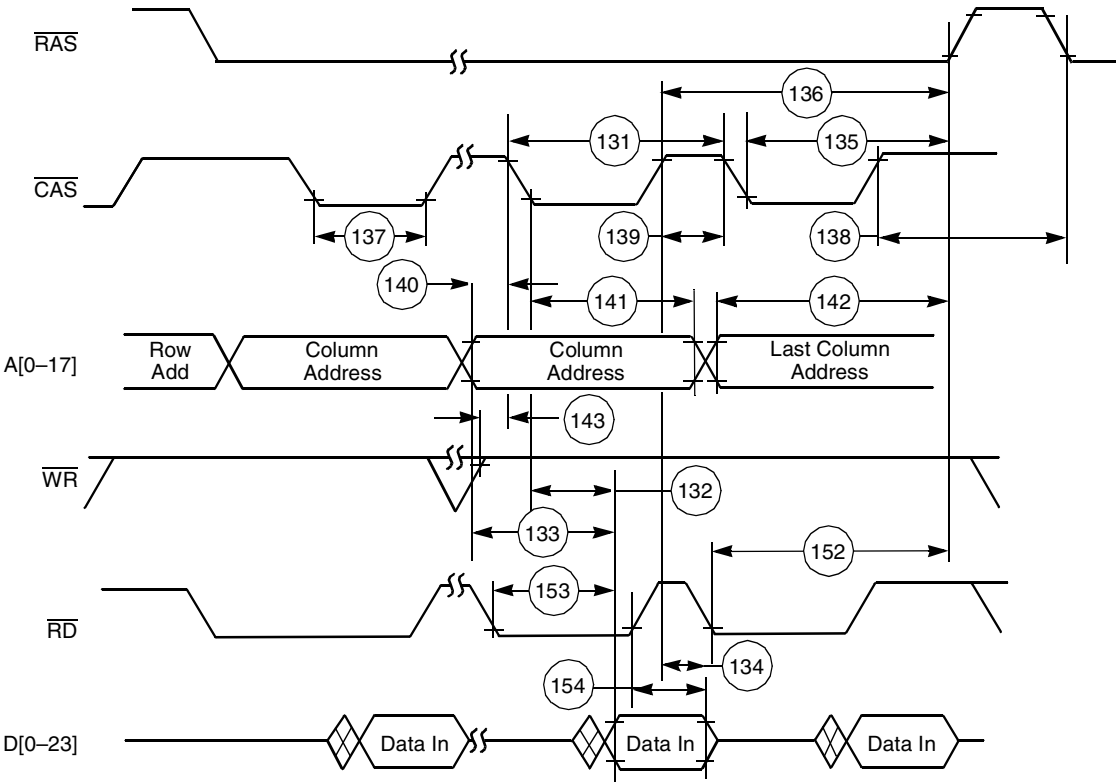 RAS
136
131
135
CAS
137
139
138
140
141
142
A[0–17]
Row
Add
Column
Address
Column
Address
Last Column
Address
143
WR
132
133
152
153
RD
134
154
D[0–23]
Data In
Data In
Data In